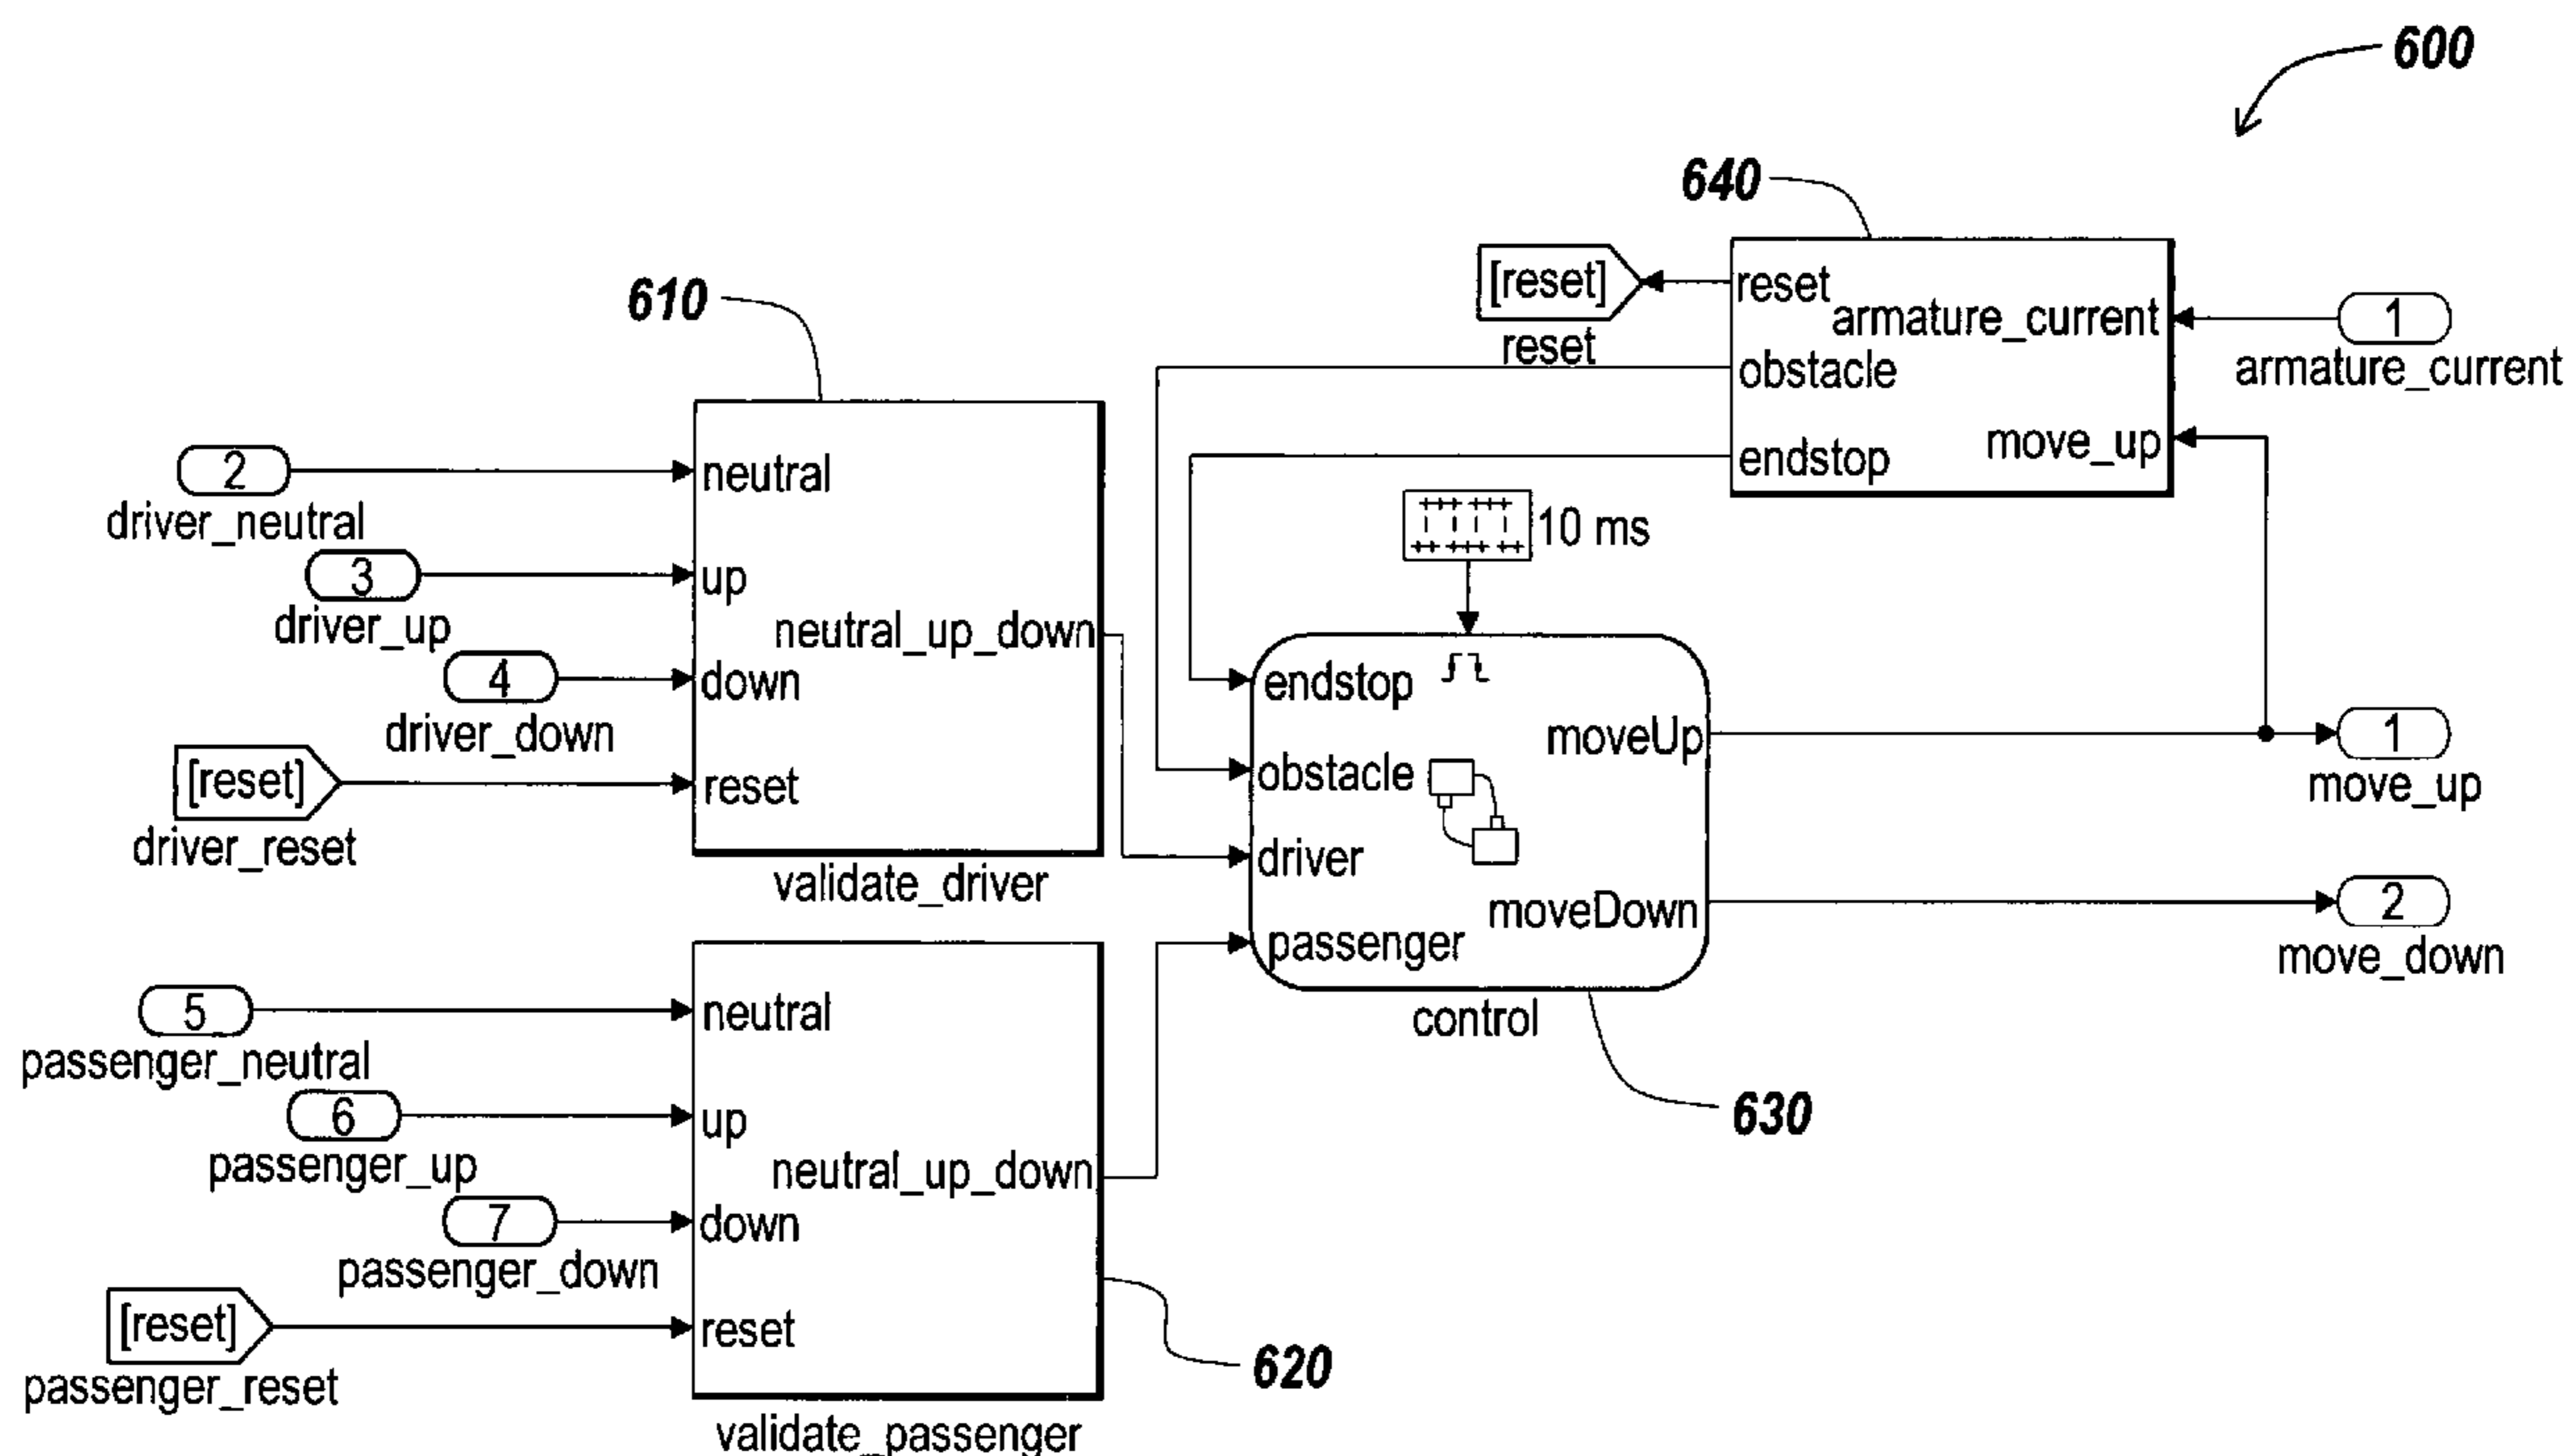 600
640
[reset]
reset
reset
armature_current
obstacle
endstop
move_up
1
armature_current
610
2
driver_neutral
3
driver_up
4
driver_down
[reset]
driver_reset
neutral
up
neutral_up_down
down
reset
validate_driver
10 ms
endstop
obstacle
driver
passenger
moveUp
moveDown
control
630
1
move_up
2
move_down
5
passenger_neutral
6
passenger_up
7
passenger_down
[reset]
passenger_reset
neutral
up
neutral_up_down
down
reset
620
validate_passenger